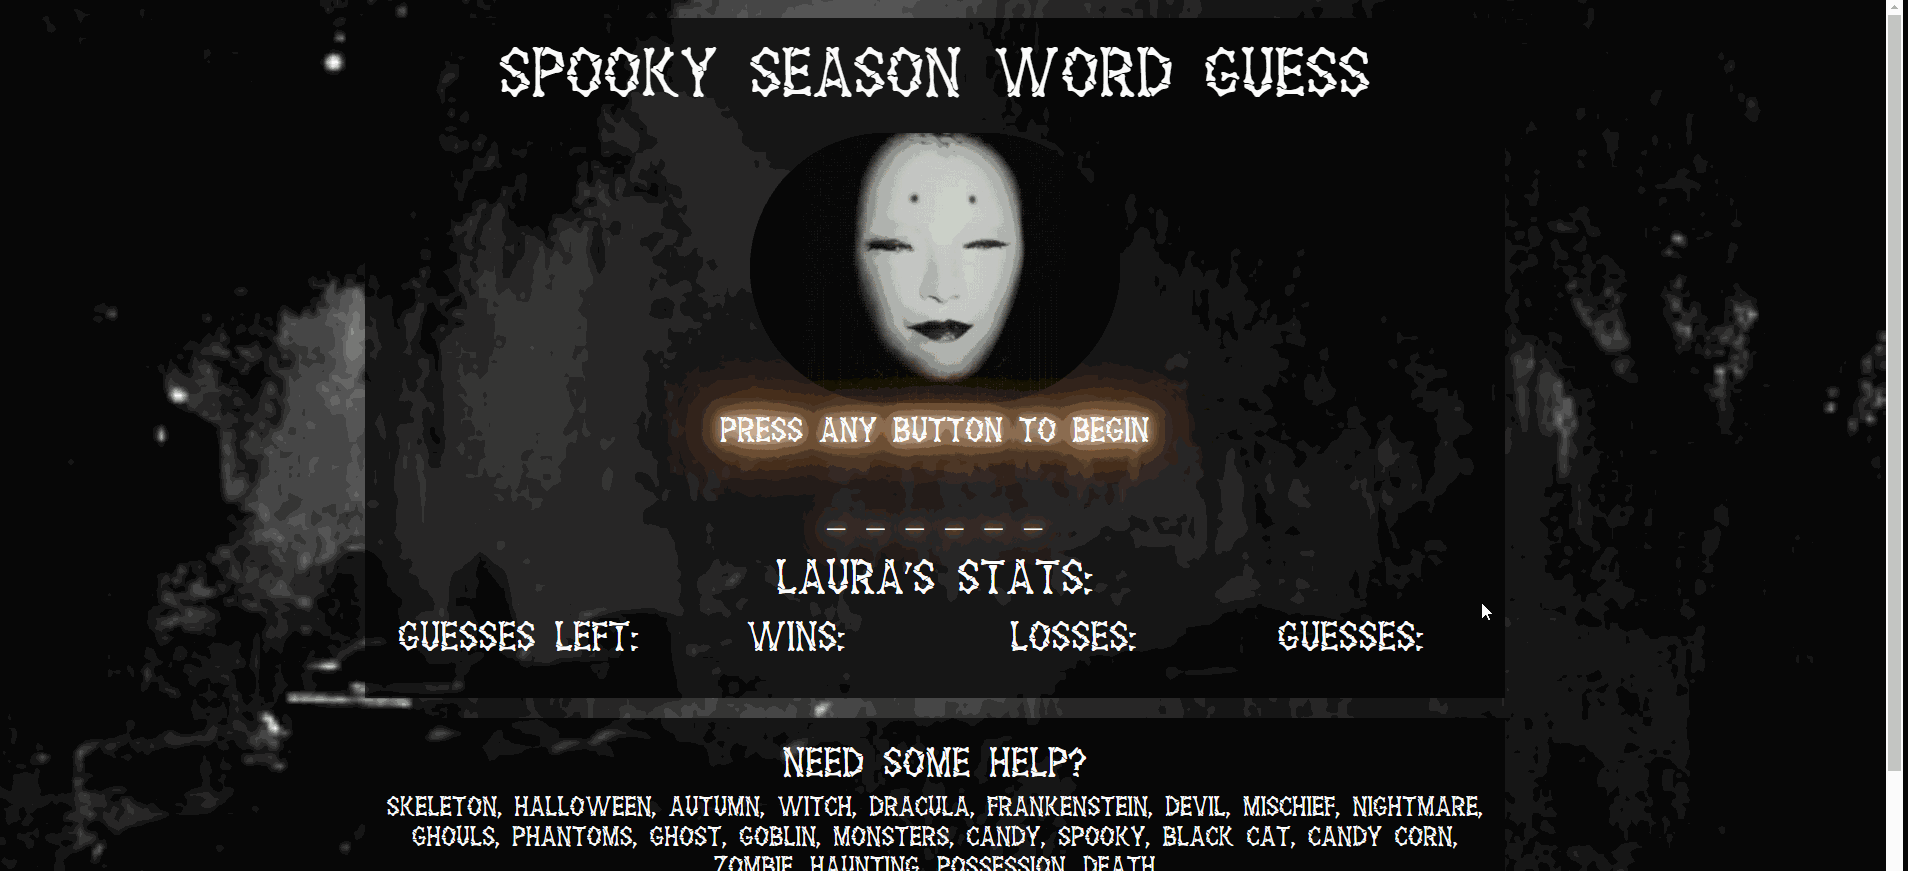 SPOOKY SEASON WORD GUESS
PRESS ANY BUTTON TO BEGIN
_ _ _ _ _ _
LAURA'S STATS:
GUESSES LEFT: WINS: LOSSES: GUESSES:
NEED SOME HELP?
SKELETON, HALLOWEEN, AUTUMN, WITCH, DRACULA, FRANKENSTEIN, DEVIL, MISCHIEF, NIGHTMARE,
GHOULS, PHANTOMS, GHOST, GOBLIN, MONSTERS, CANDY, SPOOKY, BLACK CAT, CANDY CORN,
ZOMBIE, HAUNTING, POSSESSION, DEATH